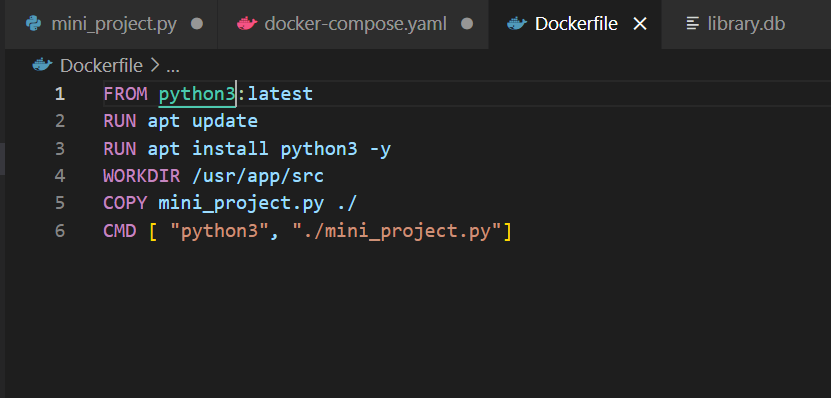 mini_project.py
docker-compose.yaml
Dockerfile
library.db
Dockerfile > ...
1 FROM python3:latest
2 RUN apt update
3 RUN apt install python3 -y
4 WORKDIR /usr/app/src
5 COPY mini_project.py ./
6 CMD [ "python3", "./mini_project.py"]